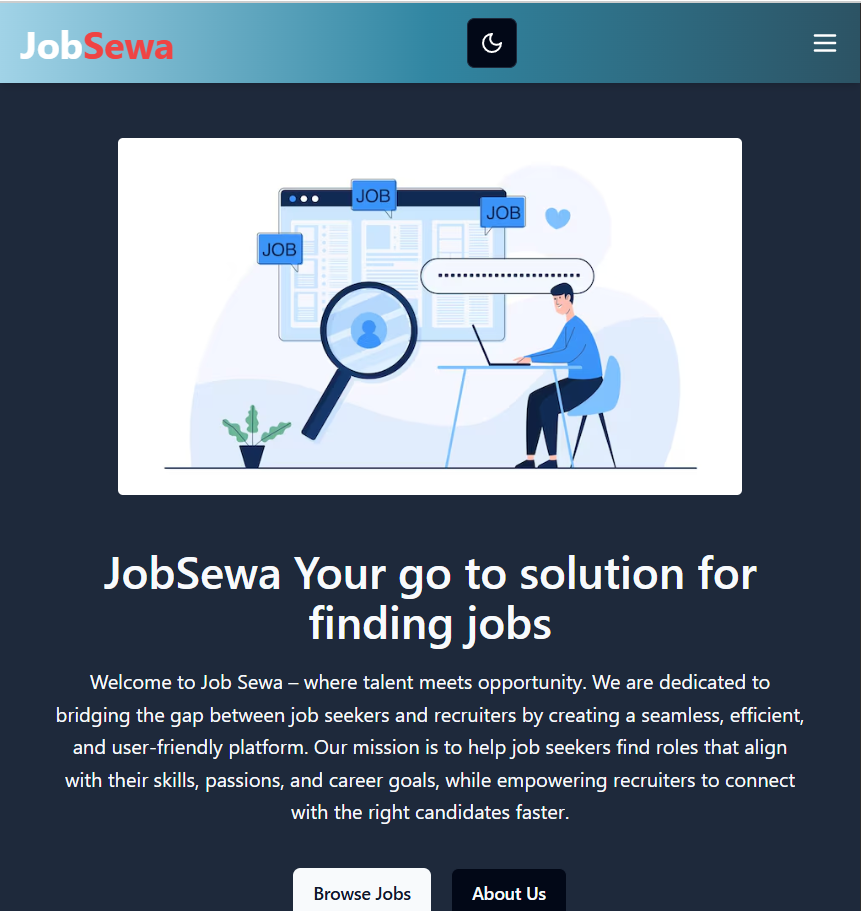 JobSewa
JOB
JOB
JOB
JobSewa Your go to solution for
finding jobs
Welcome to Job Sewa – where talent meets opportunity. We are dedicated to
bridging the gap between job seekers and recruiters by creating a seamless, efficient,
and user-friendly platform. Our mission is to help job seekers find roles that align
with their skills, passions, and career goals, while empowering recruiters to connect
with the right candidates faster.
Browse Jobs
About Us